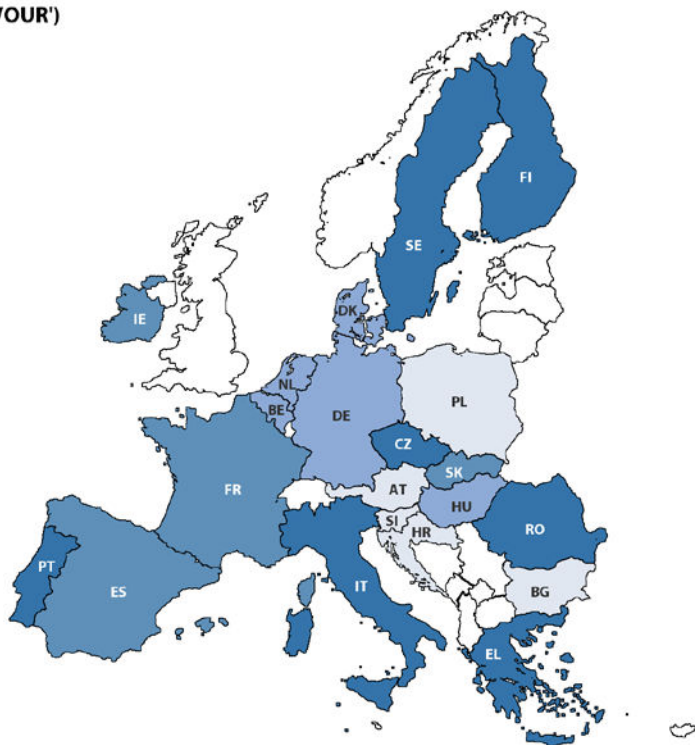 VOUR')
FI
SE
IE
DK
NL
BE
DE
PL
CZ
SK
FR
AT
HU
SI
HR
RO
PT
ES
IT
BG
EL